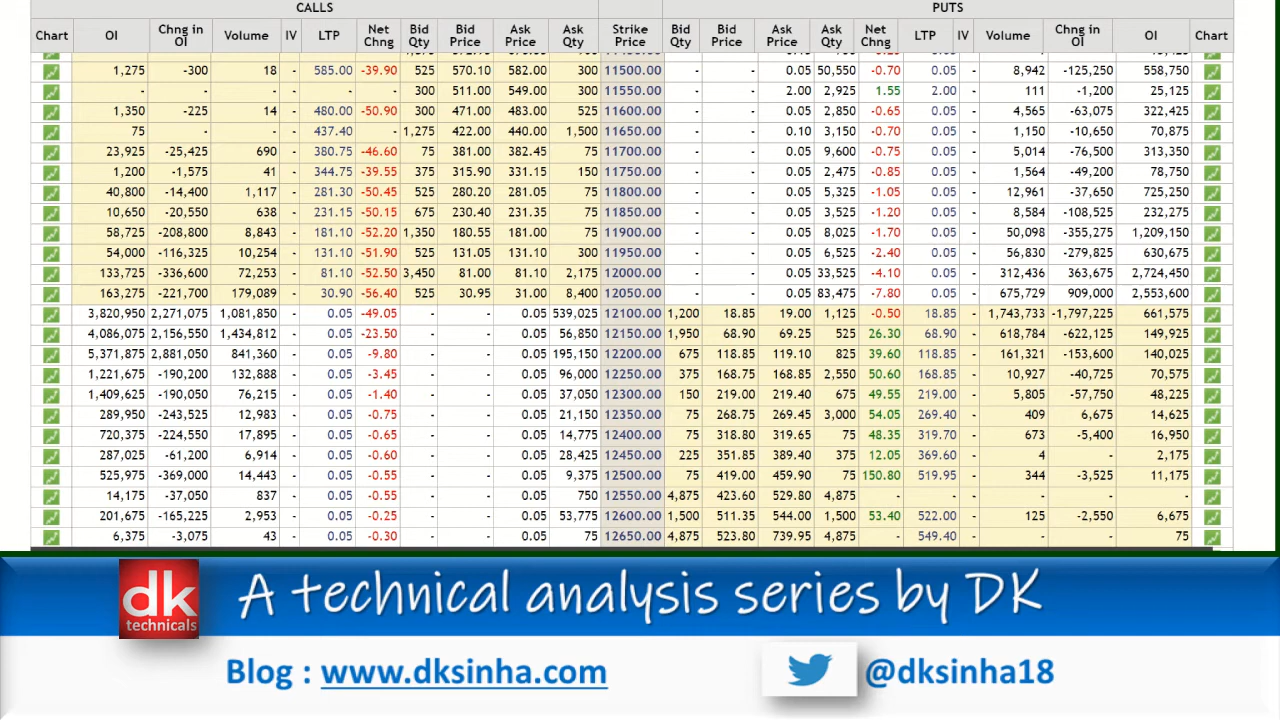 CALLS PUTS
Chart OI Chng in OI Volume IV LTP Net Chng Bid Qty Bid Price Ask Price Ask Qty Strike Price Bid Qty Bid Price Ask Price Ask Qty Net Chng LTP IV Volume Chng in OI OI Chart
1,275 -300 18 - 585.00 -39.90 525 570.10 582.00 300 11500.00 - - 0.05 50,550 -0.70 0.05 - 8,942 -125,250 558,750
- - - - - - 300 511.00 549.00 300 11550.00 - - 2.00 2,925 1.55 2.00 - 111 -1,200 25,125
1,350 -225 14 - 480.00 -50.90 300 471.00 483.00 525 11600.00 - - 0.05 2,850 -0.65 0.05 - 4,565 -63,075 322,425
75 - - - 437.40 - 1,275 422.00 440.00 1,500 11650.00 - - 0.10 3,150 -0.70 0.05 - 1,150 -10,650 70,875
23,925 -25,425 690 - 380.75 -46.60 75 381.00 382.45 75 11700.00 - - 0.05 9,600 -0.75 0.05 - 5,014 -76,500 313,350
1,200 -1,575 41 - 344.75 -39.55 375 315.90 331.15 150 11750.00 - - 0.05 2,475 -0.85 0.05 - 1,564 -49,200 78,750
40,800 -14,400 1,117 - 281.30 -50.45 525 280.20 281.05 75 11800.00 - - 0.05 5,325 -1.05 0.05 - 12,961 -37,650 725,250
10,650 -20,550 638 - 231.15 -50.15 675 230.40 231.35 75 11850.00 - - 0.05 3,525 -1.20 0.05 - 8,584 -108,525 232,275
58,725 -208,800 8,843 - 181.10 -52.20 1,350 180.55 181.00 75 11900.00 - - 0.05 8,025 -1.70 0.05 - 50,098 -355,275 1,209,150
54,000 -116,325 10,254 - 131.10 -51.90 525 131.05 131.10 300 11950.00 - - 0.05 6,525 -2.40 0.05 - 56,830 -279,825 630,675
133,725 -336,600 72,253 - 81.10 -52.50 3,450 81.00 81.10 2,175 12000.00 - - 0.05 33,525 -4.10 0.05 - 312,436 363,675 2,724,450
163,275 -221,700 179,089 - 30.90 -56.40 525 30.95 31.00 8,400 12050.00 - - 0.05 83,475 -7.80 0.05 - 675,729 909,000 2,553,600
3,820,950 2,271,075 1,081,850 - 0.05 -49.05 - - 0.05 539,025 12100.00 1,200 18.85 19.00 1,125 -0.50 18.85 - 1,743,733 -1,797,225 661,575
4,086,075 2,156,550 1,434,812 - 0.05 -23.50 - - 0.05 56,850 12150.00 1,950 68.90 69.25 525 26.30 68.90 - 618,784 -622,125 149,925
5,371,875 2,881,050 841,360 - 0.05 -9.80 - - 0.05 195,150 12200.00 675 118.85 119.10 825 39.60 118.85 - 161,321 -153,600 140,025
1,221,675 -190,200 132,888 - 0.05 -3.45 - - 0.05 96,000 12250.00 375 168.75 168.85 2,550 50.60 168.85 - 10,927 -40,725 70,575
1,409,625 -190,050 76,215 - 0.05 -1.40 - - 0.05 37,050 12300.00 150 219.00 219.40 675 49.55 219.00 - 5,805 -57,750 48,225
289,950 -243,525 12,983 - 0.05 -0.75 - - 0.05 21,150 12350.00 75 268.75 269.45 3,000 54.05 269.40 - 409 6,675 14,625
720,375 -224,550 17,895 - 0.05 -0.65 - - 0.05 14,775 12400.00 75 318.80 319.65 75 48.35 319.70 - 673 -5,400 16,950
287,025 -61,200 6,914 - 0.05 -0.60 - - 0.05 28,425 12450.00 225 351.85 389.40 375 12.05 369.60 - 4 - 2,175
525,975 -369,000 14,443 - 0.05 -0.55 - - 0.05 9,375 12500.00 75 419.00 459.90 75 150.80 519.95 - 344 -3,525 11,175
14,175 -37,050 837 - 0.05 -0.55 - - 0.05 750 12550.00 4,875 423.60 529.80 4,875 - - - - - -
201,675 -165,225 2,953 - 0.05 -0.25 - - 0.05 53,775 12600.00 1,500 511.35 544.00 1,500 53.40 522.00 - 125 -2,550 6,675
6,375 -3,075 43 - 0.05 -0.30 - - 0.05 75 12650.00 4,875 523.80 739.95 4,875 - 549.40 - - - 75
dk
technicals
A technical analysis series by DK
Blog : www.dksinha.com
@dksinha18